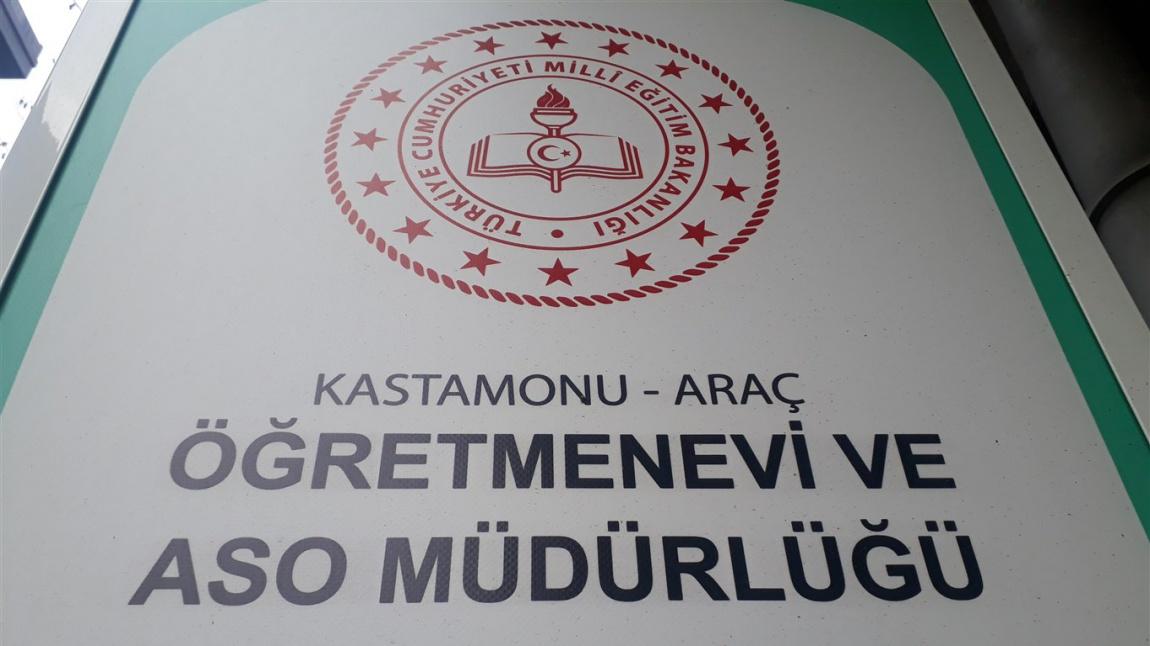 TÜRKİYE CUMHURİYETİ MİLLÎ EĞİTİM BAKANLIĞI
KASTAMONU - ARAÇ
ÖĞRETMENEVİ VE
ASO MÜDÜRLÜĞÜ